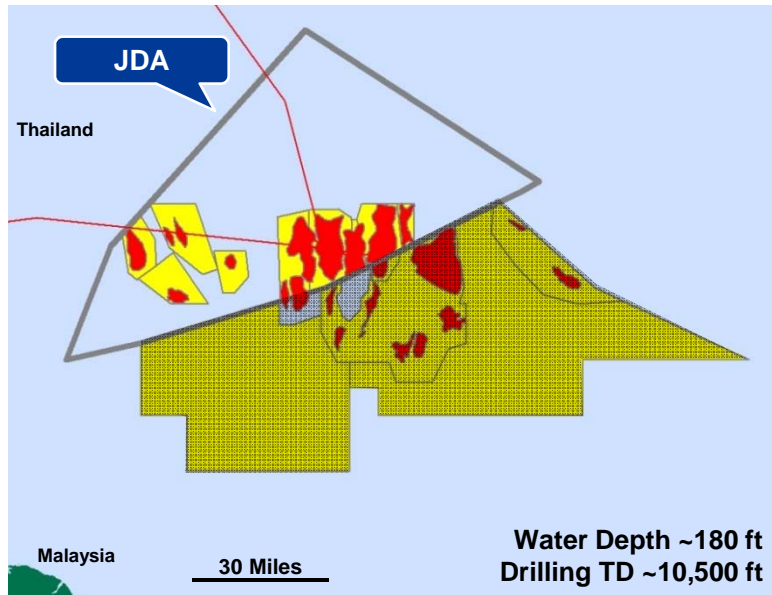 JDA
Thailand
Malaysia
30 Miles
Water Depth ~180 ft
Drilling TD ~10,500 ft